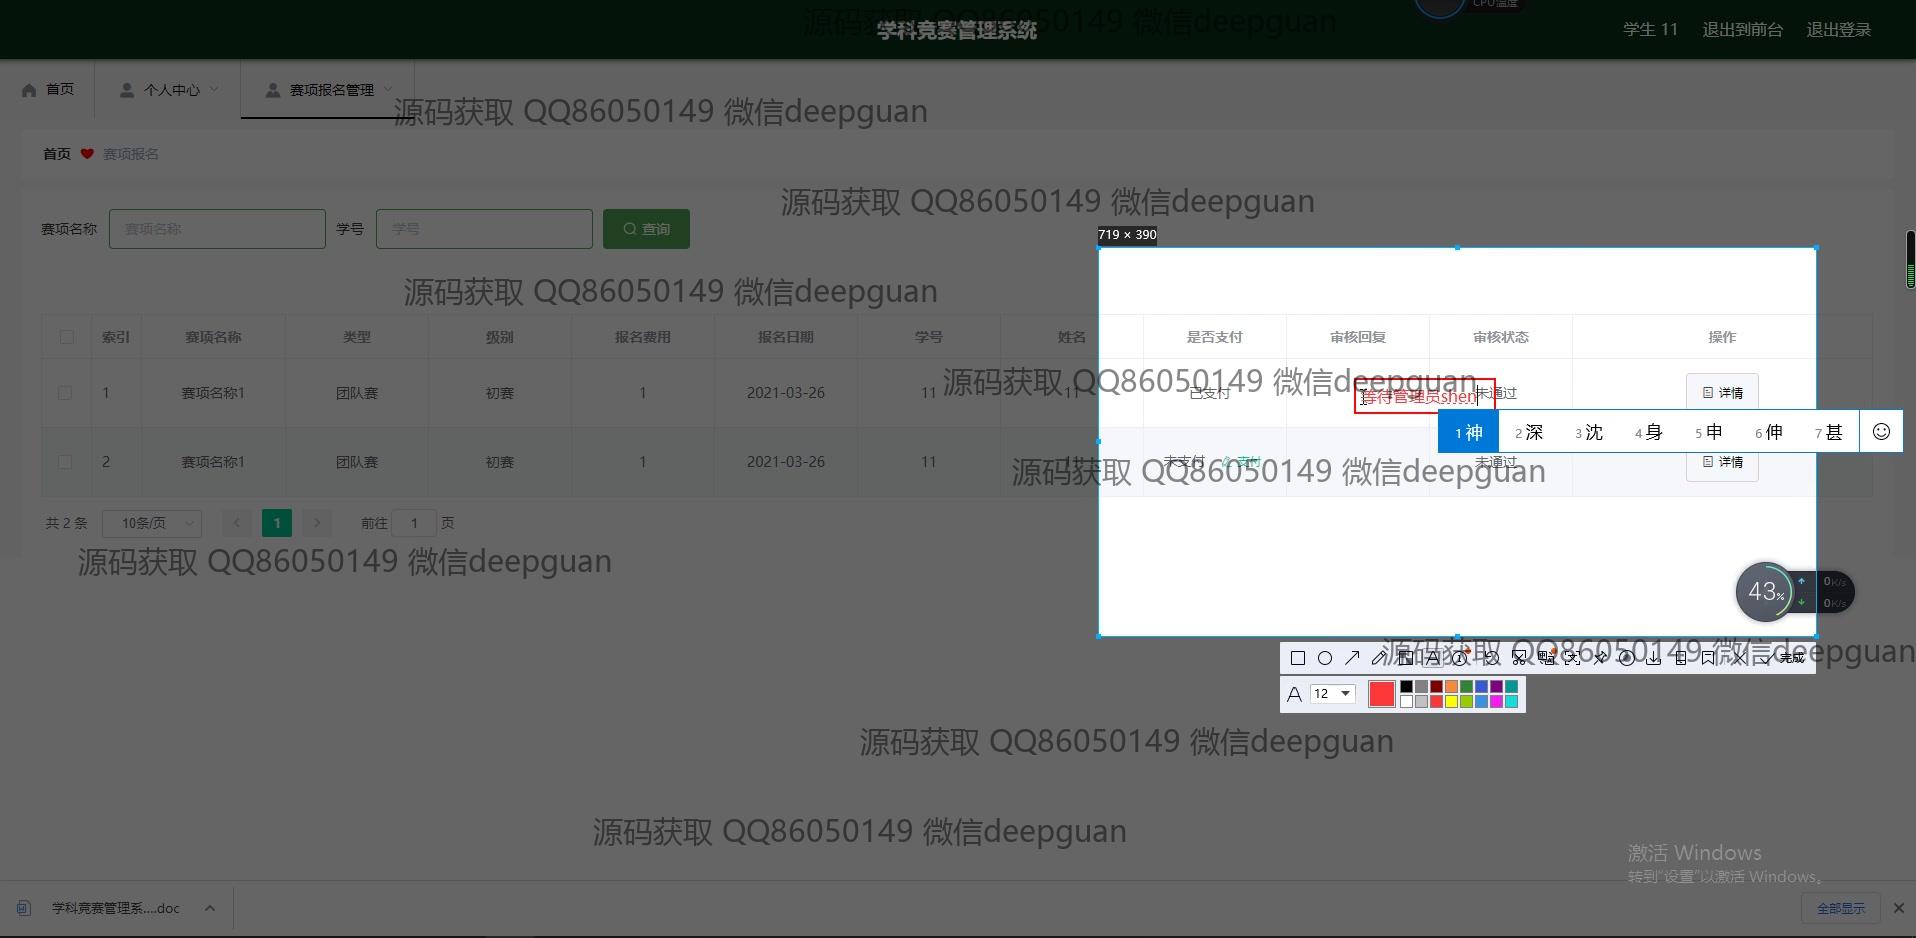 CPU温度
源码获取 QQ86050149 微信deepguan
学科竞赛管理系统
学生 11 退出到前台 退出登录
首页 个人中心 赛项报名管理
源码获取 QQ86050149 微信deepguan
首页 赛项报名
源码获取 QQ86050149 微信deepguan
赛项名称 赛项名称 学号 学号 查询
719 × 390
源码获取 QQ86050149 微信deepguan
索引 赛项名称 类型 级别 报名费用 报名日期 学号 姓名 是否支付 审核回复 审核状态 操作
源码获取 QQ86050149 微信deepguan
1 赛项名称1 团队赛 初赛 1 2021-03-26 11 11 已支付 等待管理员shen 未通过 详情
1 神 2 深 3 沈 4 身 5 申 6 伸 7 甚
2 赛项名称1 团队赛 初赛 1 2021-03-26 11 11 未支付 支付 未通过 详情
源码获取 QQ86050149 微信deepguan
共 2 条 10条/页 1 前往 1 页
源码获取 QQ86050149 微信deepguan
43% 0K/s
0K/s
源码获取 QQ86050149 微信deepguan
完成
A 12
源码获取 QQ86050149 微信deepguan
源码获取 QQ86050149 微信deepguan
激活 Windows
转到“设置”以激活 Windows。
学科竞赛管理系....doc 全部显示